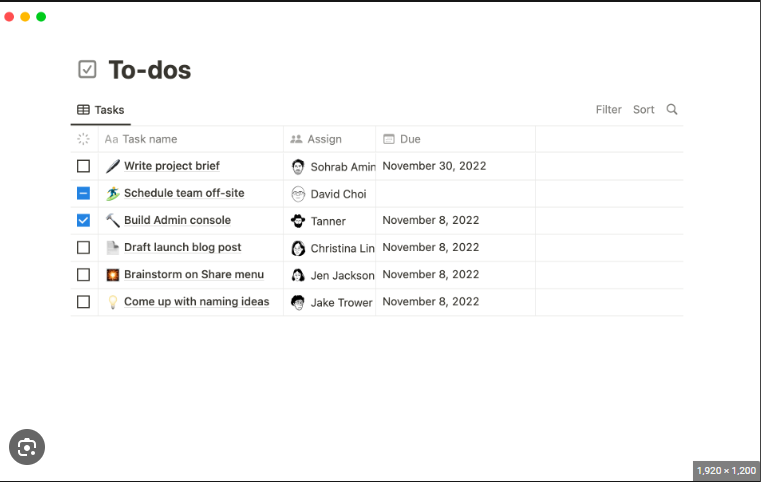 To-dos
Tasks
Filter Sort
Aa Task name Assign Due
Write project brief Sohrab Amin November 30, 2022
Schedule team off-site David Choi
Build Admin console Tanner November 8, 2022
Draft launch blog post Christina Lin November 8, 2022
Brainstorm on Share menu Jen Jackson November 8, 2022
Come up with naming ideas Jake Trower November 8, 2022
1,920 × 1,200